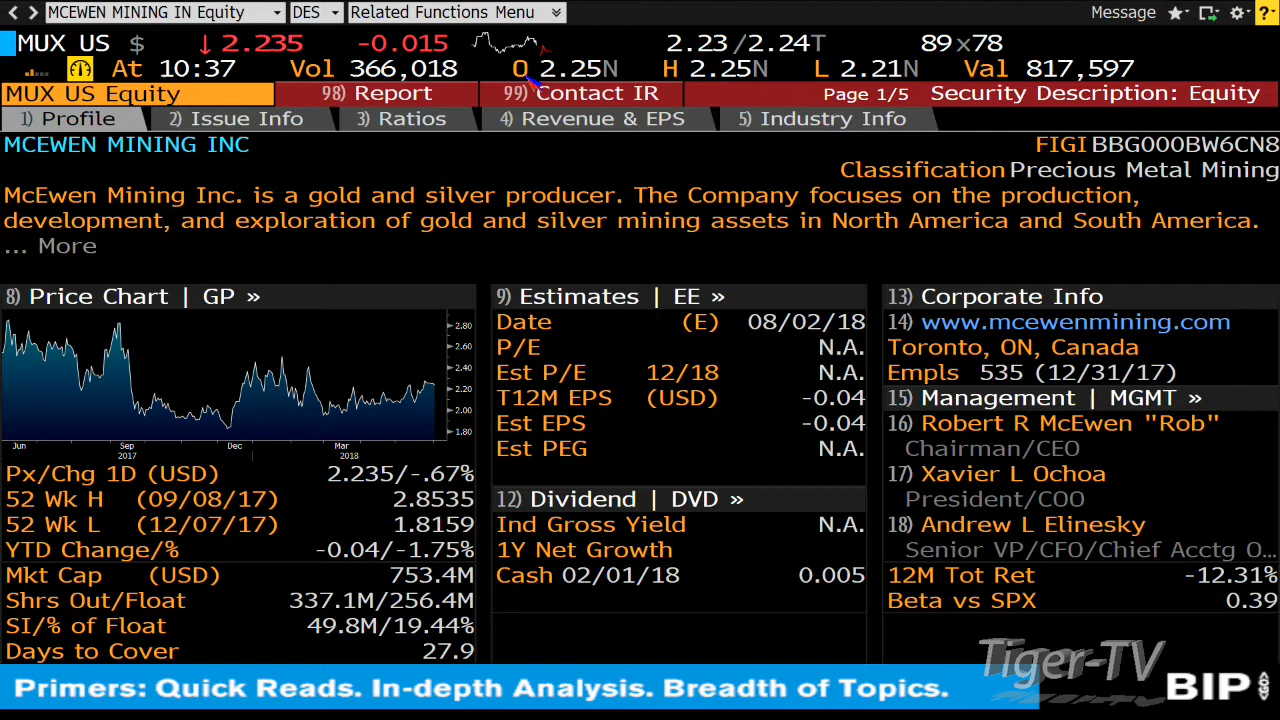 MCEWEN MINING IN Equity DES Related Functions Menu Message
MUX US $ ↓ 2.235 -0.015 2.23/2.24T 89x78
At 10:37 Vol 366,018 O 2.25N H 2.25N L 2.21N Val 817,597
MUX US Equity 98) Report 99) Contact IR Page 1/5 Security Description: Equity
1) Profile 2) Issue Info 3) Ratios 4) Revenue & EPS 5) Industry Info
MCEWEN MINING INC FIGI BBG000BW6CN8
Classification Precious Metal Mining
McEwen Mining Inc. is a gold and silver producer. The Company focuses on the production,
development, and exploration of gold and silver mining assets in North America and South America.
... More
8) Price Chart | GP »
2.80
2.60
2.40
2.20
2.00
1.80
Jun Sep Dec Mar
2017 2018
Px/Chg 1D (USD) 2.235/-.67%
52 Wk H (09/08/17) 2.8535
52 Wk L (12/07/17) 1.8159
YTD Change/% -0.04/-1.75%
Mkt Cap (USD) 753.4M
Shrs Out/Float 337.1M/256.4M
SI/% of Float 49.8M/19.44%
Days to Cover 27.9
9) Estimates | EE »
Date (E) 08/02/18
P/E N.A.
Est P/E 12/18 N.A.
T12M EPS (USD) -0.04
Est EPS -0.04
Est PEG N.A.
12) Dividend | DVD »
Ind Gross Yield N.A.
1Y Net Growth
Cash 02/01/18 0.005
13) Corporate Info
14) www.mcewenmining.com
Toronto, ON, Canada
Empls 535 (12/31/17)
15) Management | MGMT »
16) Robert R McEwen "Rob"
Chairman/CEO
17) Xavier L Ochoa
President/COO
18) Andrew L Elinesky
Senior VP/CFO/Chief Acctg O...
12M Tot Ret -12.31%
Beta vs SPX 0.39
Tiger-TV
Primers: Quick Reads. In-depth Analysis. Breadth of Topics.
BIP